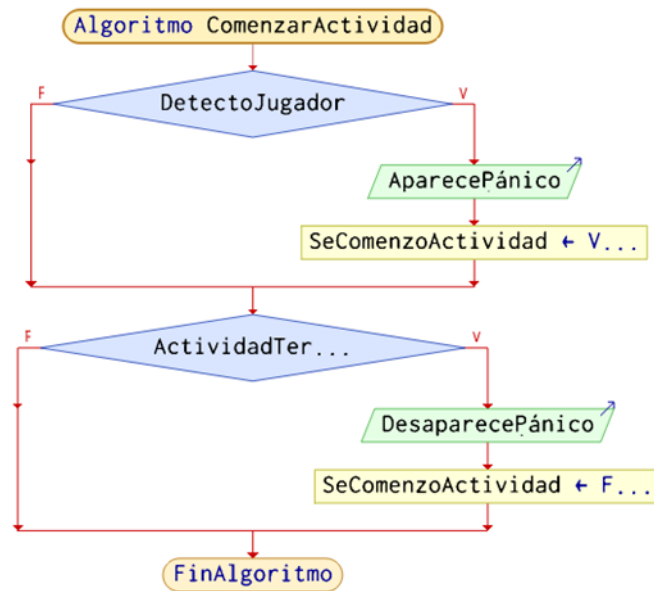 Algoritmo ComenzarActividad
DetectoJugador
F
V
AparecePánico
SeComenzoActividad ← V...
ActividadTer...
F
V
DesaparecePánico
SeComenzoActividad ← F...
FinAlgoritmo